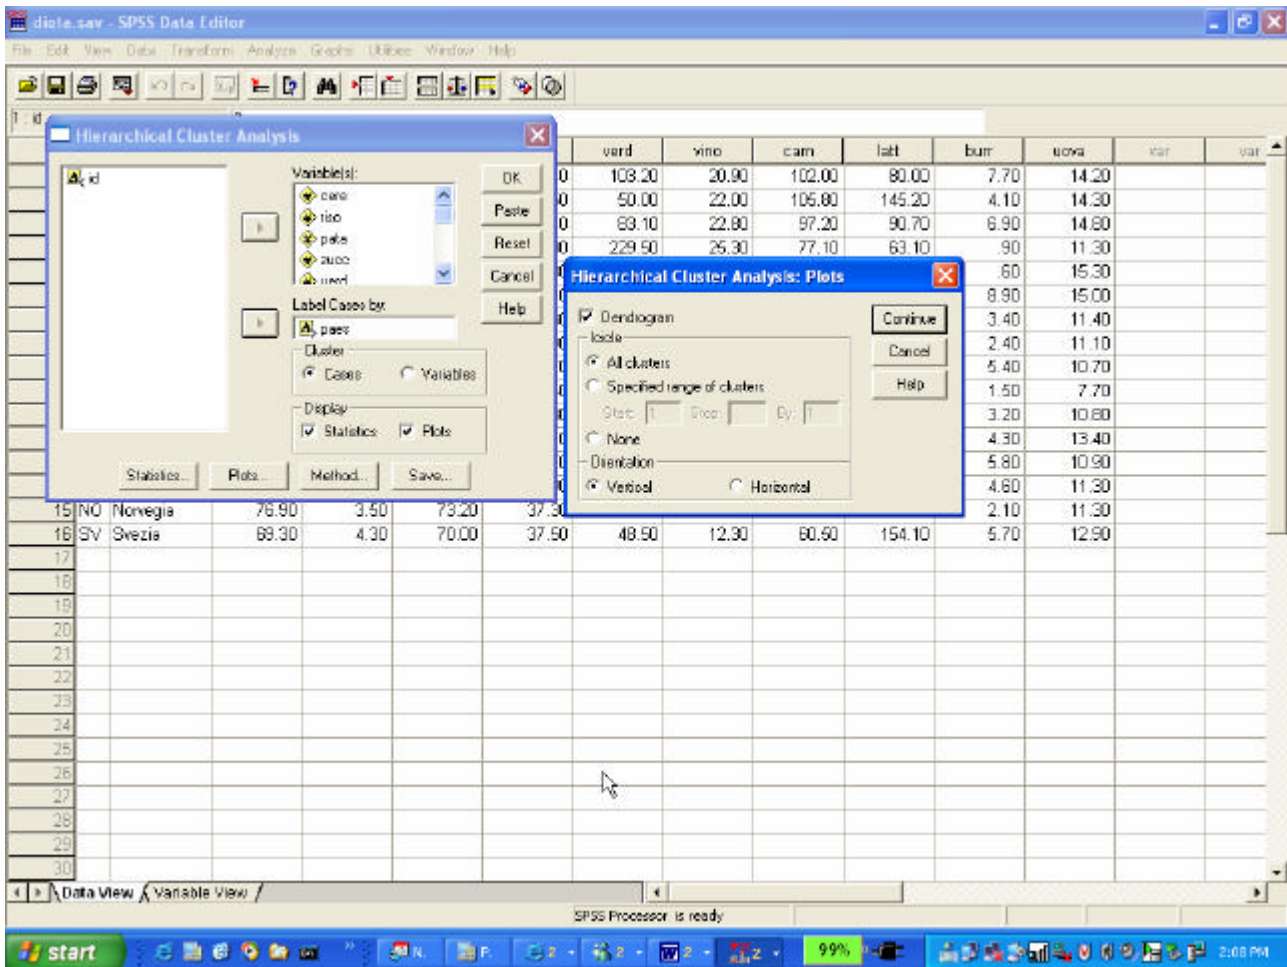 diota.sav - SPSS Data Editor
File Edit View Data Transform Analyze Graphs Utilities Window Help
Hierarchical Cluster Analysis
id
Variable(s):
cere
riso
pata
zucc
verd
Label Cases by:
paes
Cluster
Cases Variables
Display
Statistics Plots
OK
Paste
Reset
Cancel
Help
Statistics... Plots... Method... Save...
verd vino carn latt burr uova var var
103.20 20.90 102.00 80.00 7.70 14.20
50.00 22.00 105.80 145.20 4.10 14.30
83.10 22.80 97.20 90.70 6.90 14.80
229.50 25.30 77.10 63.10 .90 11.30
.60 15.30
8.90 15.00
3.40 11.40
2.40 11.10
5.40 10.70
1.50 7.70
3.20 10.80
4.30 13.40
5.80 10.90
4.60 11.30
Hierarchical Cluster Analysis: Plots
Dendrogram
Icicle
All clusters
Specified range of clusters
Start: 1 Stop: By: 1
None
Orientation
Vertical Horizontal
Continue
Cancel
Help
15 NO Norvegia 76.90 3.50 73.20 37.30 2.10 11.30
16 SV Svezia 69.30 4.30 70.00 37.50 48.50 12.30 60.50 154.10 5.70 12.90
17
18
19
20
21
22
23
24
25
26
27
28
29
30
Data View Variable View
SPSS Processor is ready
start N. P. 2 2 2 2 99% 2:08 PM